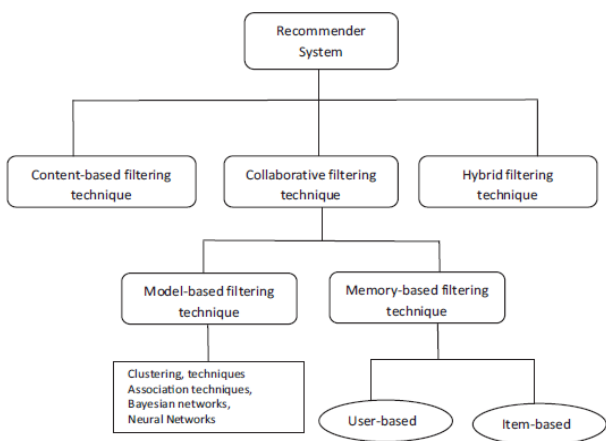 Recommender
System
Content-based filtering
technique
Collaborative filtering
technique
Hybrid filtering
technique
Model-based filtering
technique
Memory-based filtering
technique
Clustering, techniques
Association techniques,
Bayesian networks,
Neural Networks
User-based
Item-based